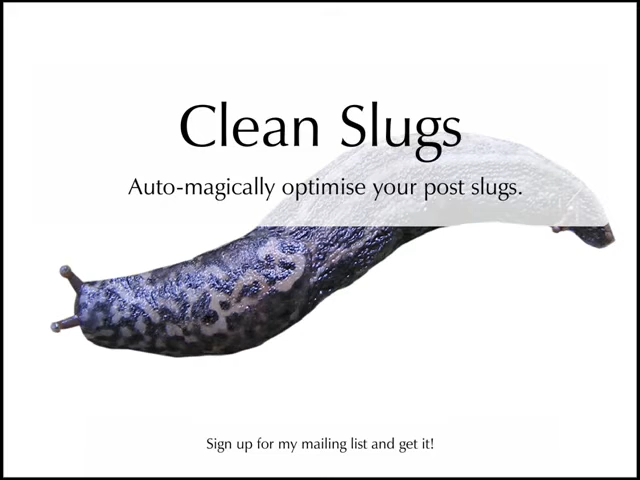 Clean Slugs
Auto-magically optimise your post slugs.
Sign up for my mailing list and get it!